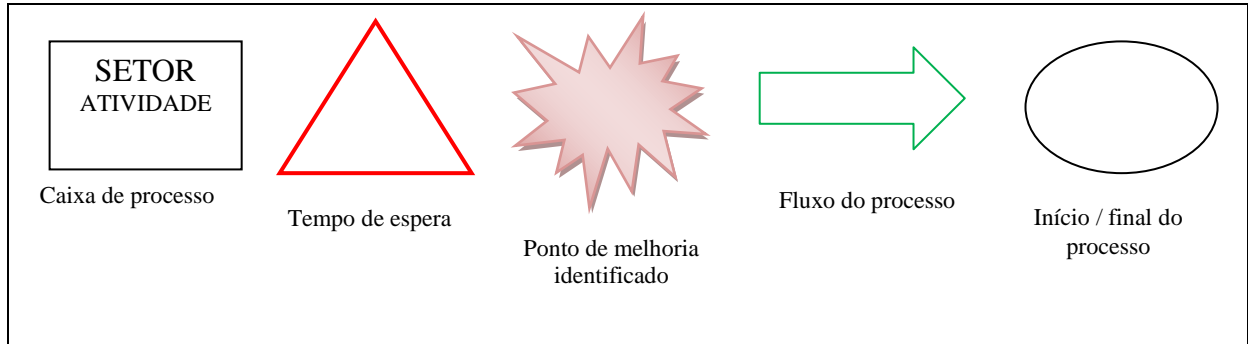 SETOR
ATIVIDADE
Caixa de processo
Tempo de espera
Ponto de melhoria
identificado
Fluxo do processo
Início / final do
processo